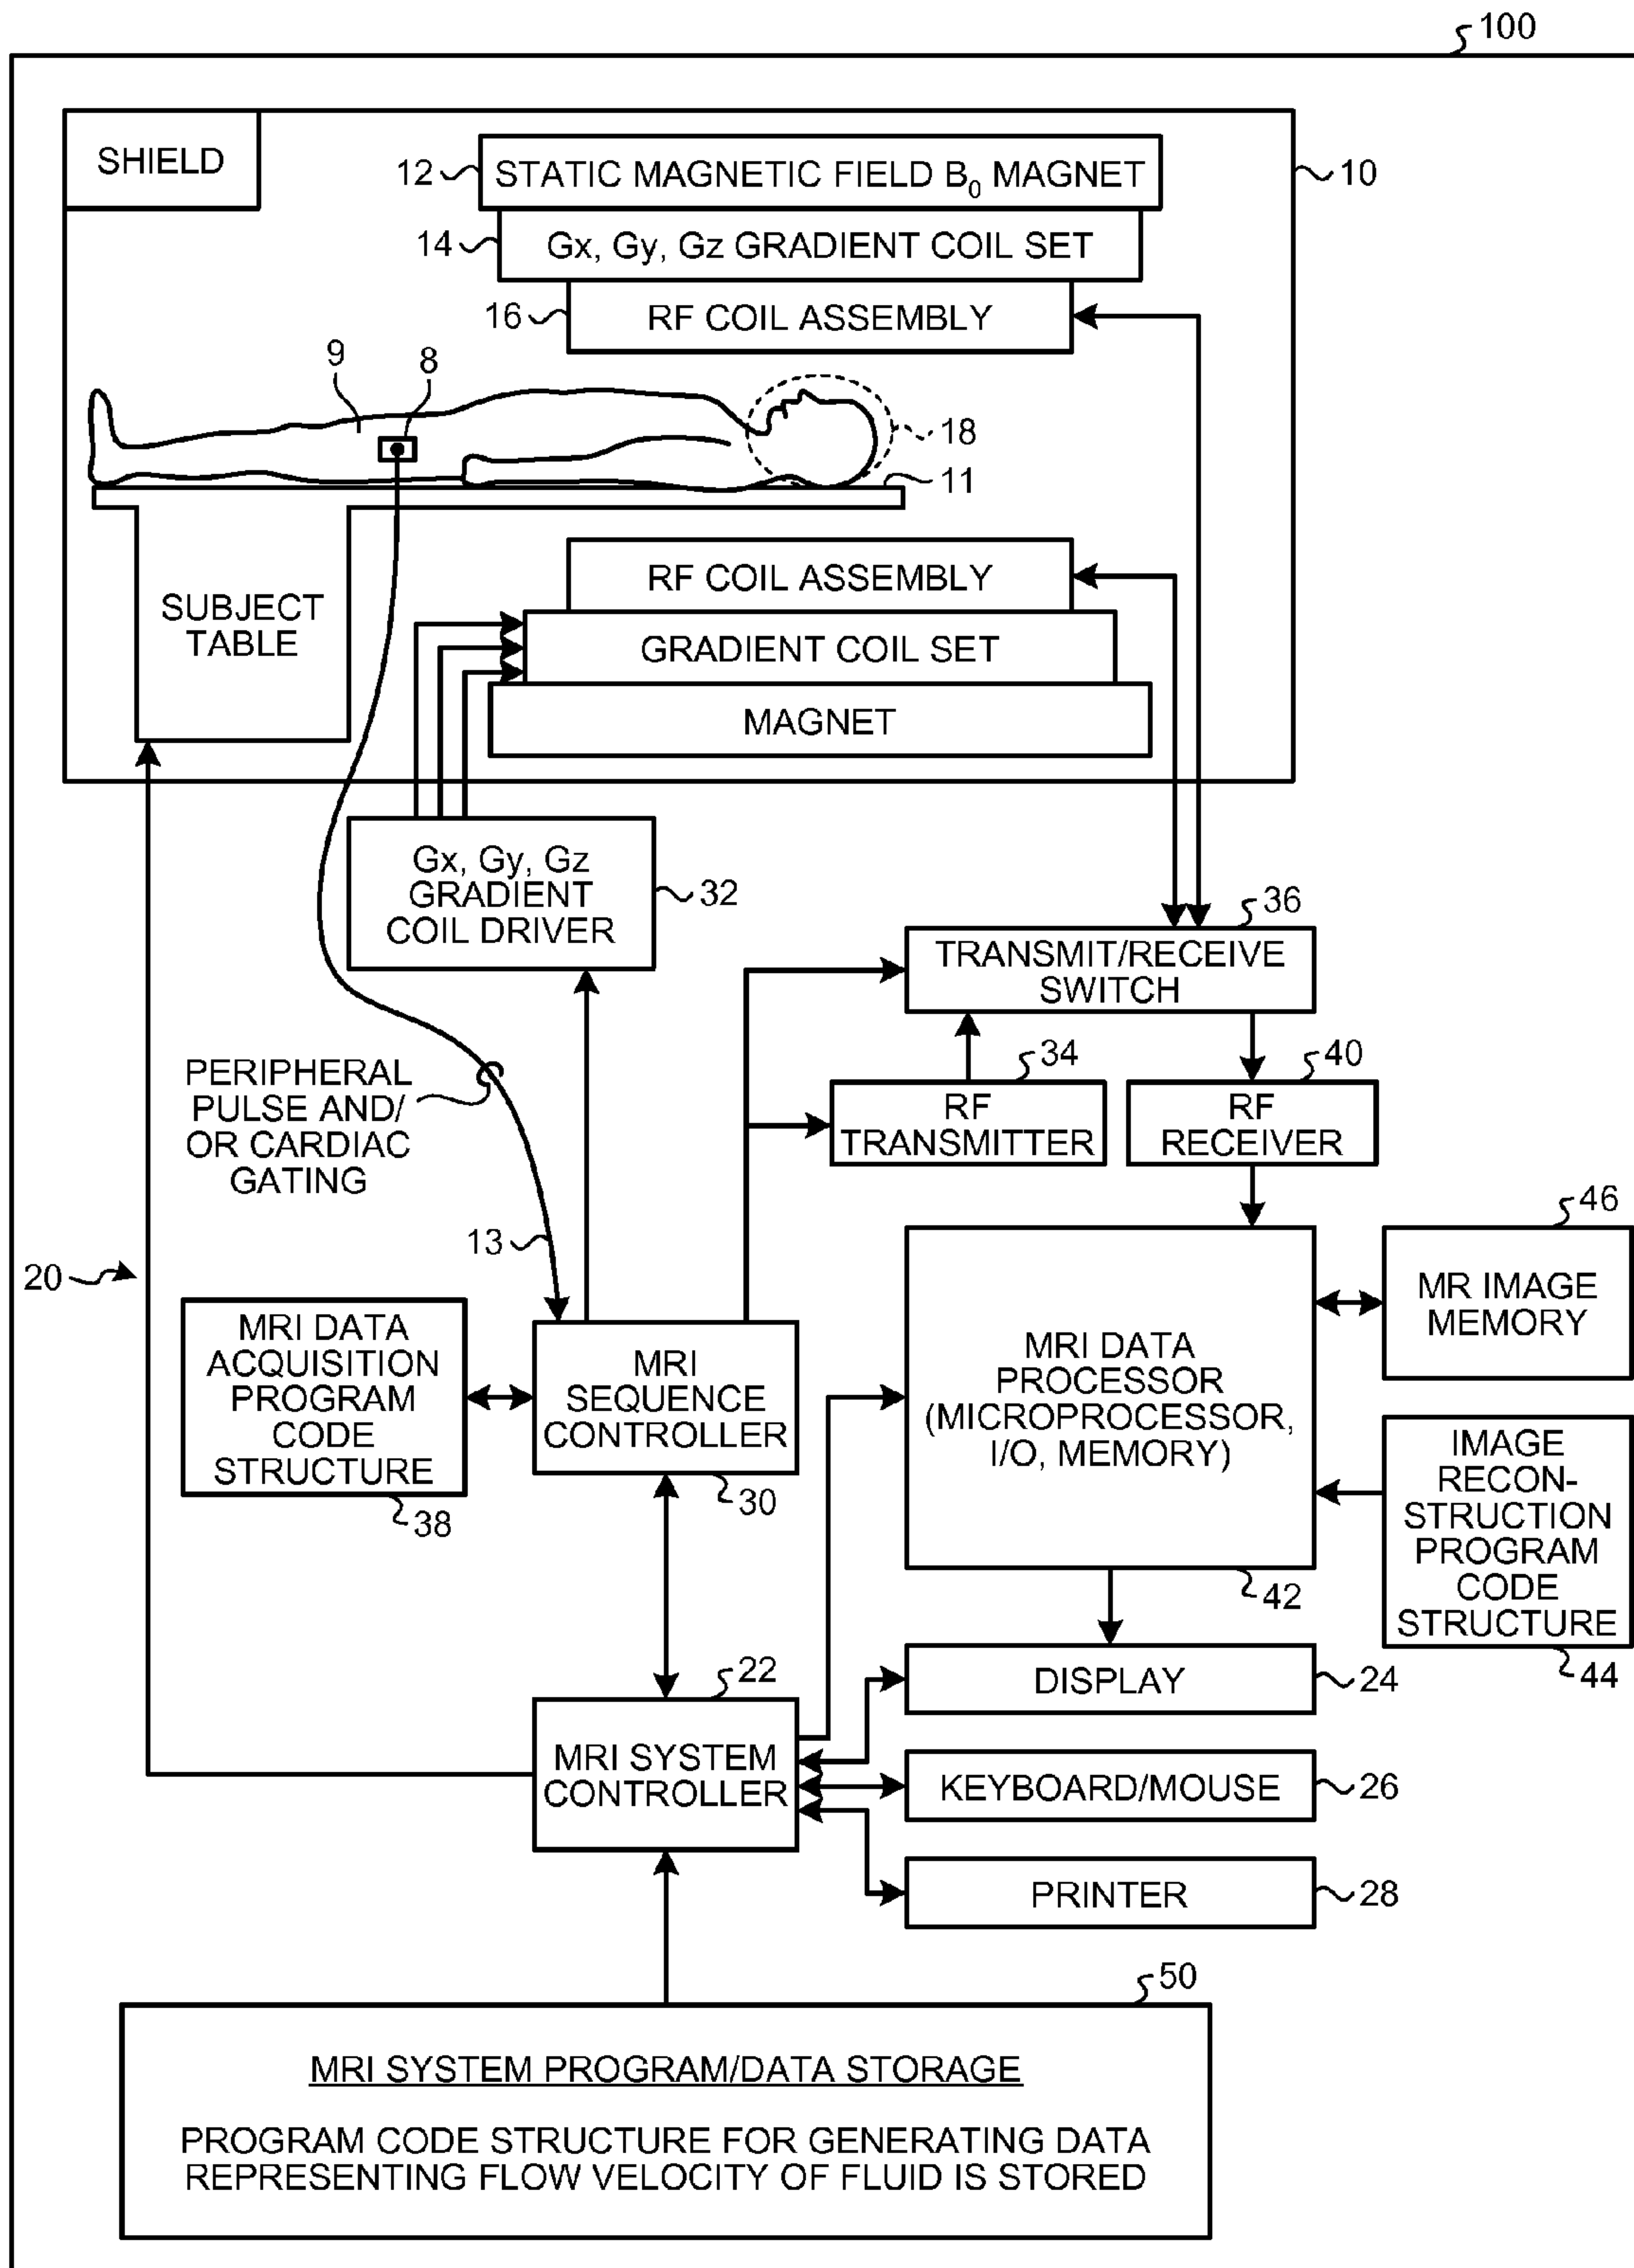 100
SHIELD
12
STATIC MAGNETIC FIELD B0 MAGNET
10
14
Gx, Gy, Gz GRADIENT COIL SET
16
RF COIL ASSEMBLY
9
8
18
11
RF COIL ASSEMBLY
SUBJECT
TABLE
GRADIENT COIL SET
MAGNET
Gx, Gy, Gz
GRADIENT
COIL DRIVER
32
36
TRANSMIT/RECEIVE
SWITCH
PERIPHERAL
PULSE AND/
OR CARDIAC
GATING
34
RF
TRANSMITTER
40
RF
RECEIVER
13
20
46
MR IMAGE
MEMORY
MRI DATA
ACQUISITION
PROGRAM
CODE
STRUCTURE
38
MRI
SEQUENCE
CONTROLLER
30
MRI DATA
PROCESSOR
(MICROPROCESSOR,
I/O, MEMORY)
42
IMAGE
RECON-
STRUCTION
PROGRAM
CODE
STRUCTURE
44
22
MRI SYSTEM
CONTROLLER
DISPLAY
24
KEYBOARD/MOUSE
26
PRINTER
28
50
MRI SYSTEM PROGRAM/DATA STORAGE
PROGRAM CODE STRUCTURE FOR GENERATING DATA
REPRESENTING FLOW VELOCITY OF FLUID IS STORED